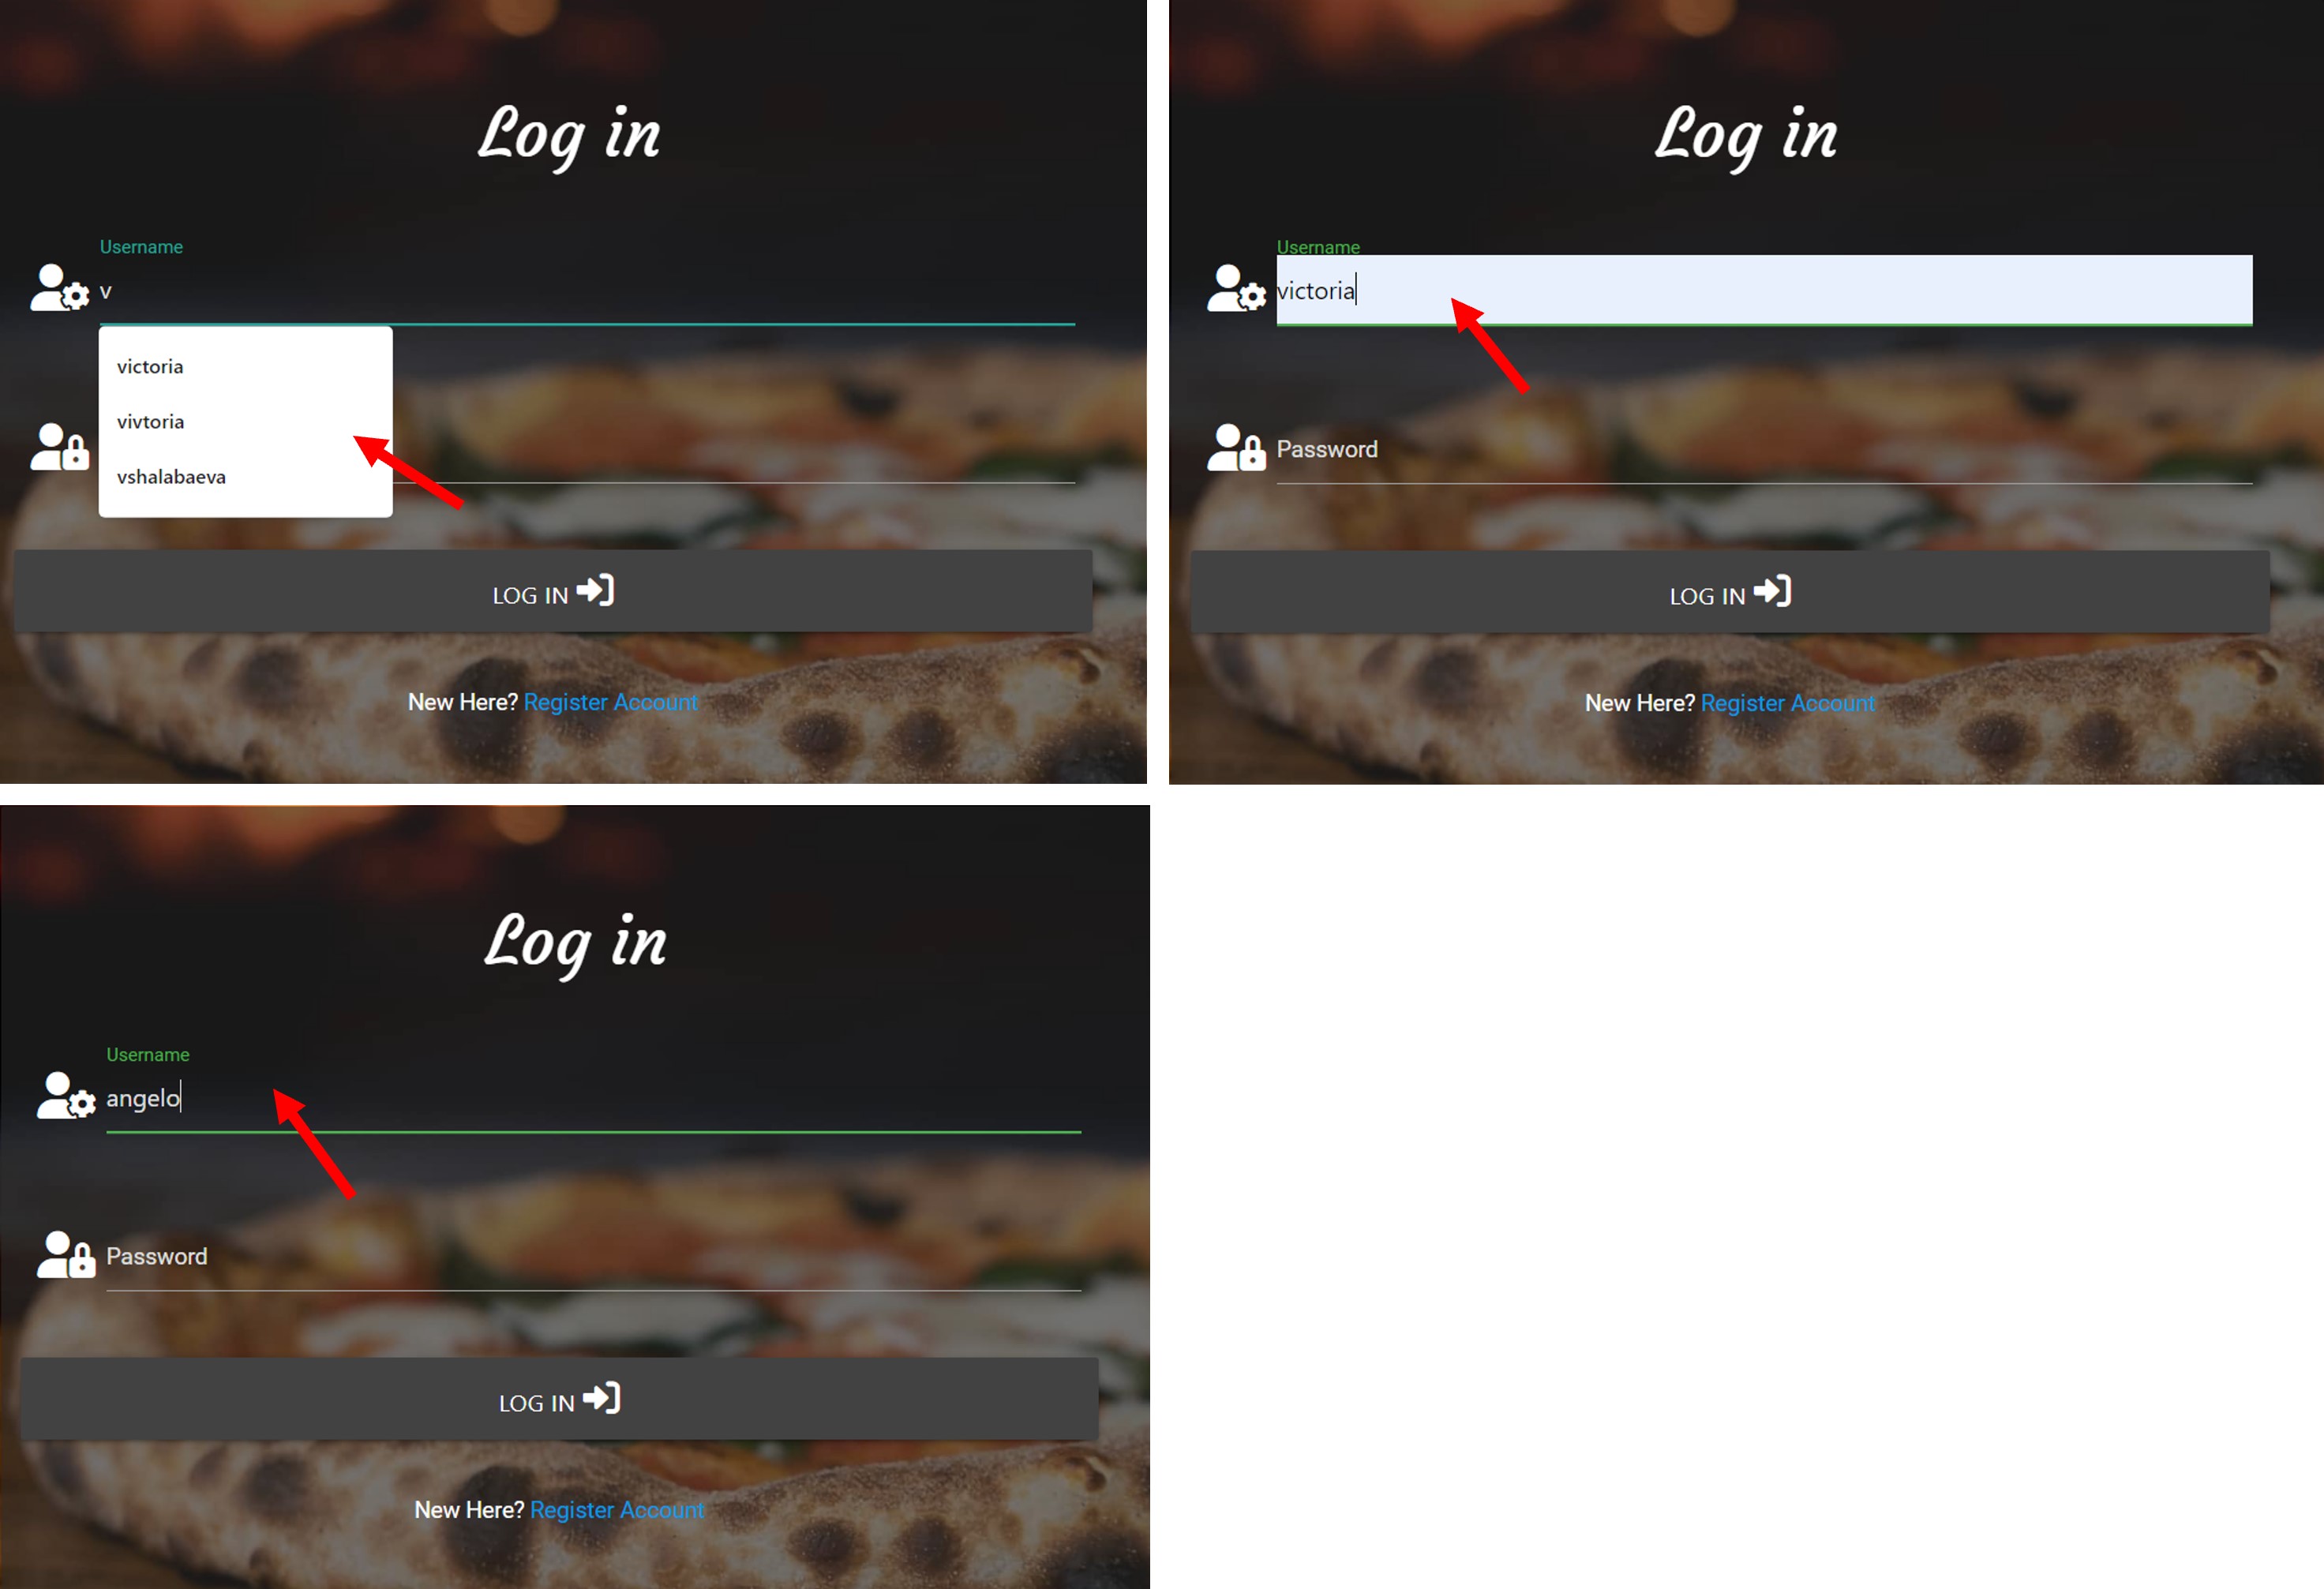 Log in
Username
v
victoria
vivtoria
vshalabaeva
LOG IN
New Here? Register Account
Log in
Username
victoria
Password
LOG IN
New Here? Register Account
Log in
Username
angelo
Password
LOG IN
New Here? Register Account